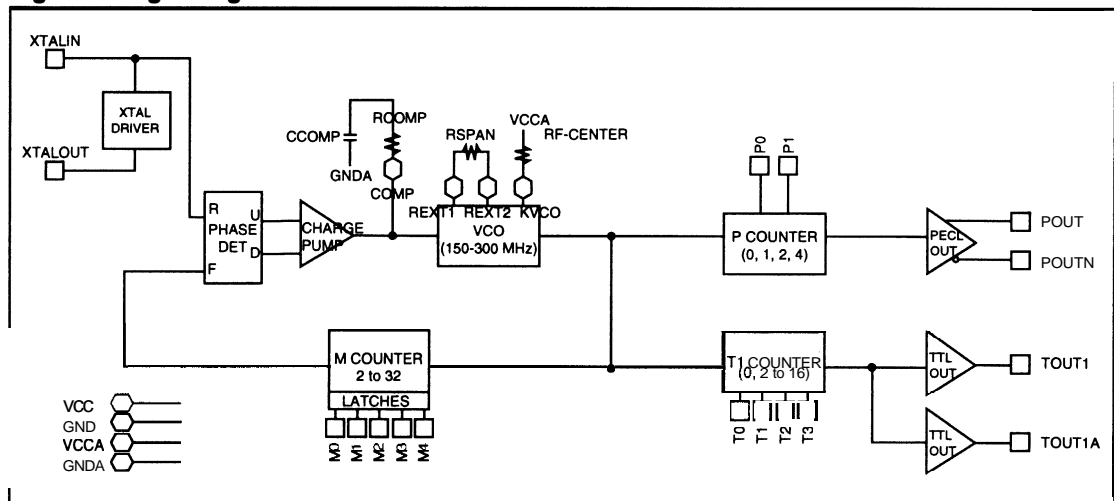 XTALIN
XTAL
DRIVER
XTALOUT
CCOMP
RCOMP
GNDA
COMP
RSPAN
VCCA
RF-CENTER
REXT1
REXT2
KVCO
R
U
PHASE
DET
D
F
CHARGE
PUMP
VCO
(150-300 MHz)
P0
P1
P COUNTER
(0, 1, 2, 4)
PECL
OUT
POUT
POUTN
M COUNTER
2 to 32
LATCHES
M0
M1
M2
M3
M4
T1 COUNTER
(0, 2 to 16)
T0
T1
T2
T3
TTL
OUT
TOUT1
TTL
OUT
TOUT1A
VCC
GND
VCCA
GNDA